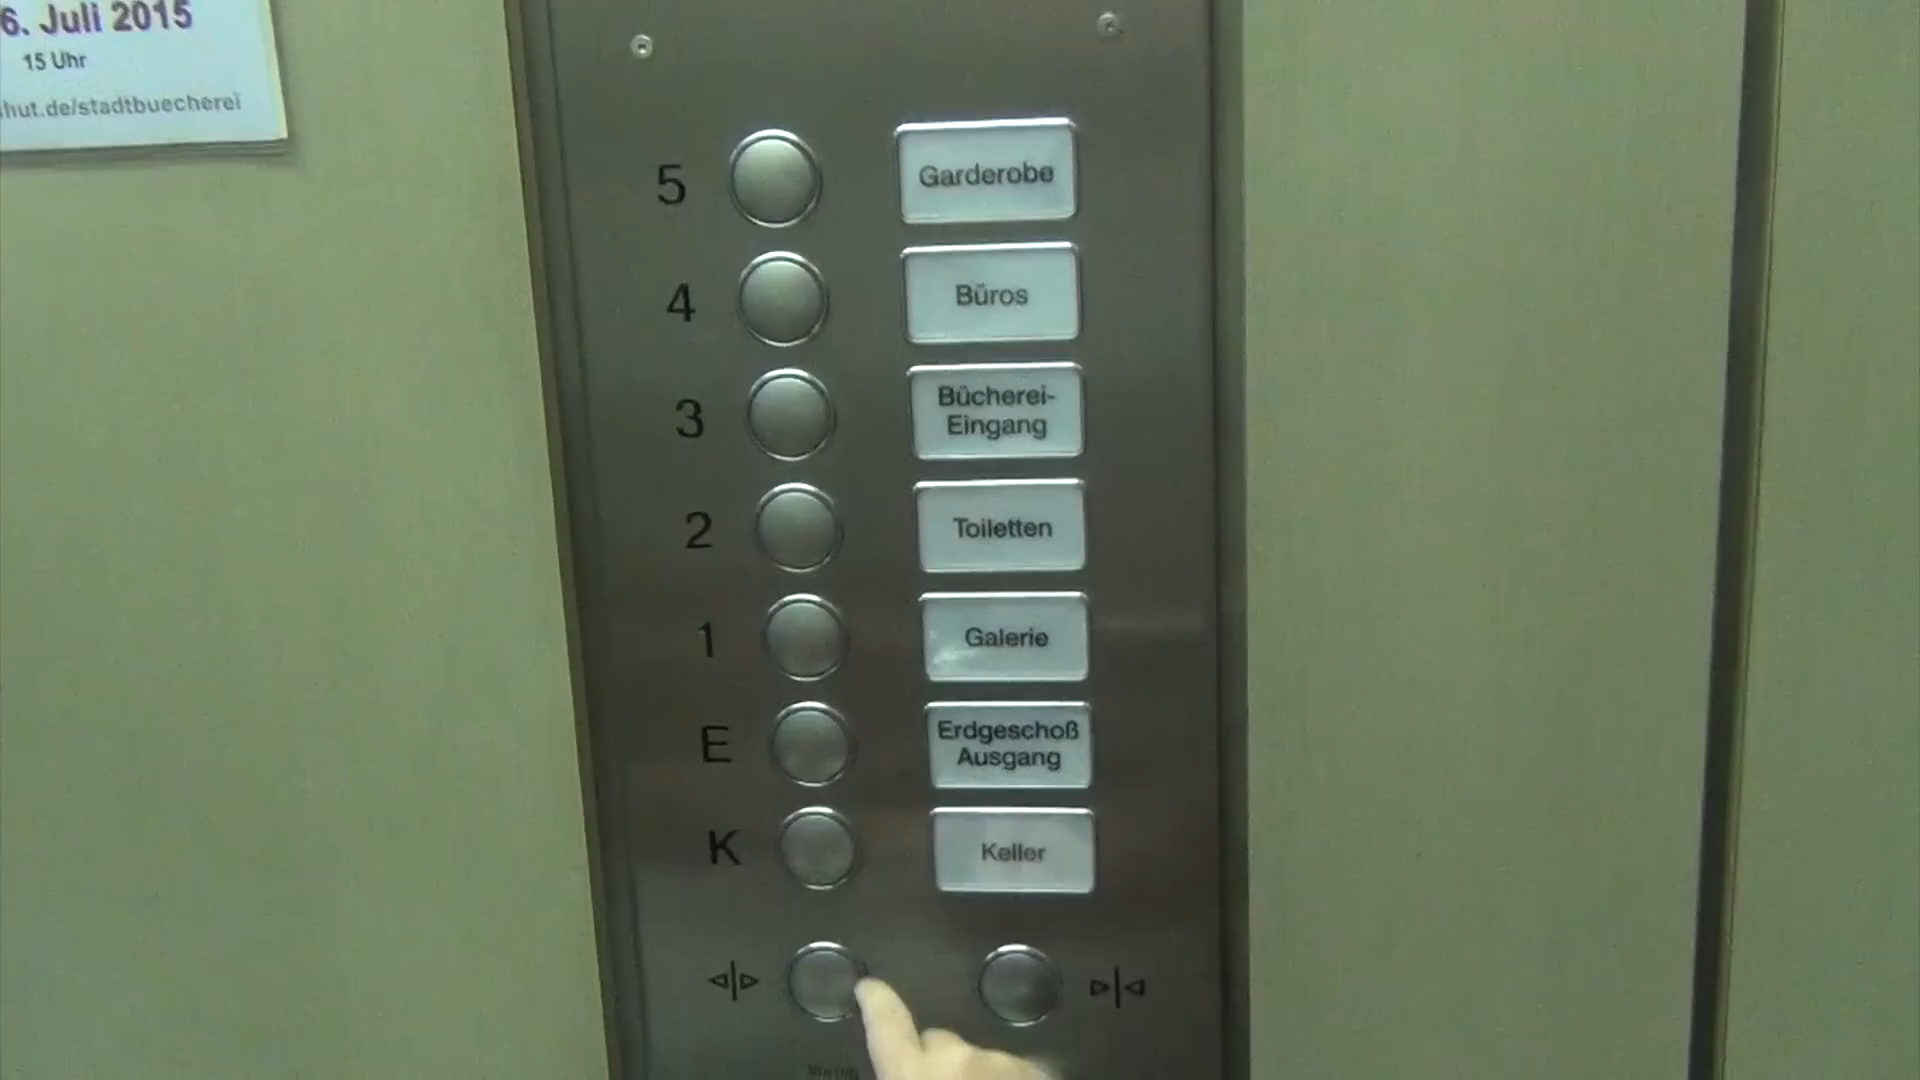 6. Juli 2015
15 Uhr
hut.de/stadtbuecherei
5 Garderobe
4 Büros
3 Bücherei-
Eingang
2 Toiletten
1 Galerie
E Erdgeschoß
Ausgang
K Keller